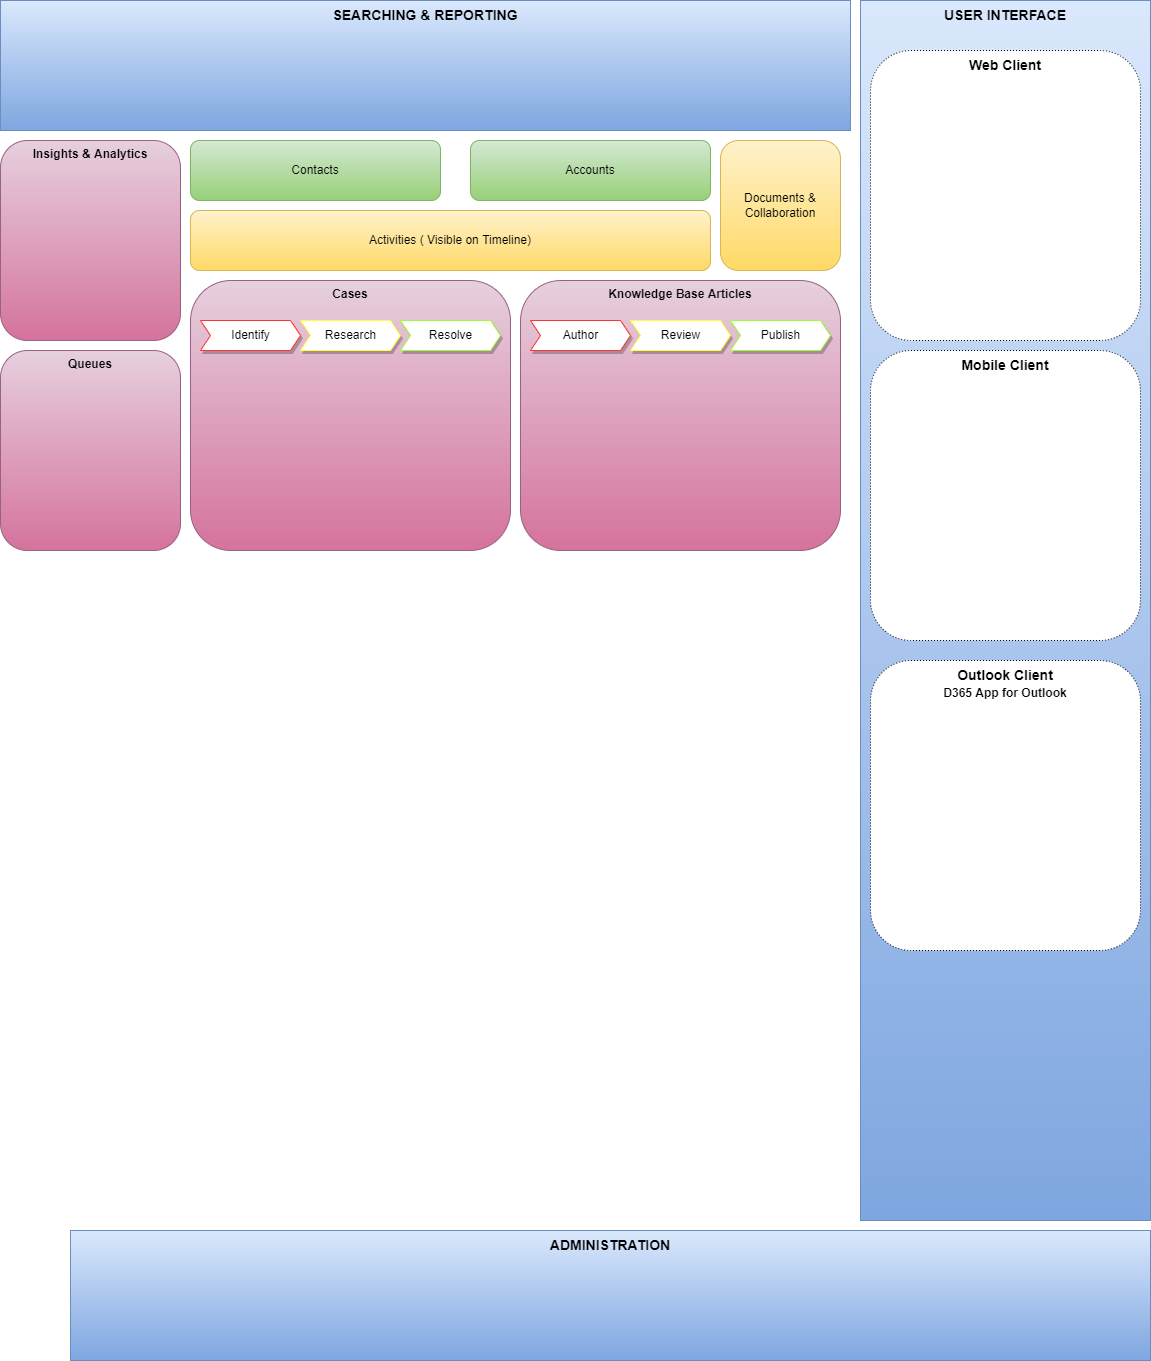 SEARCHING & REPORTING
USER INTERFACE
Web Client
Insights & Analytics
Contacts
Accounts
Documents &
Collaboration
Activities ( Visible on Timeline)
Cases
Knowledge Base Articles
Identify
Research
Resolve
Author
Review
Publish
Queues
Mobile Client
Outlook Client
D365 App for Outlook
ADMINISTRATION